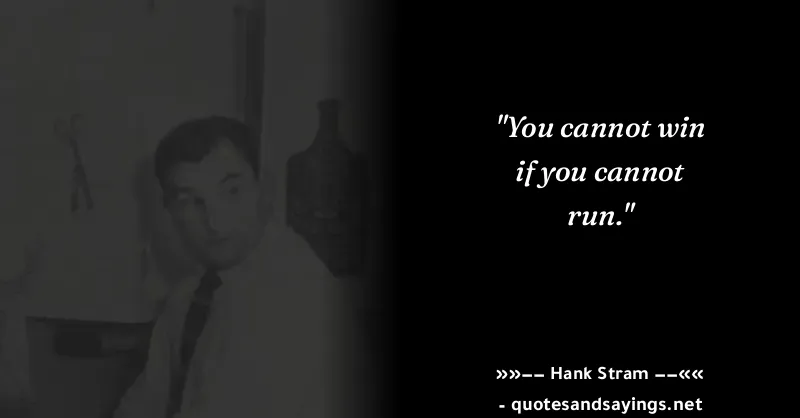 "You cannot win
if you cannot
run."
»»–– Hank Stram ––««
- quotesandsayings.net